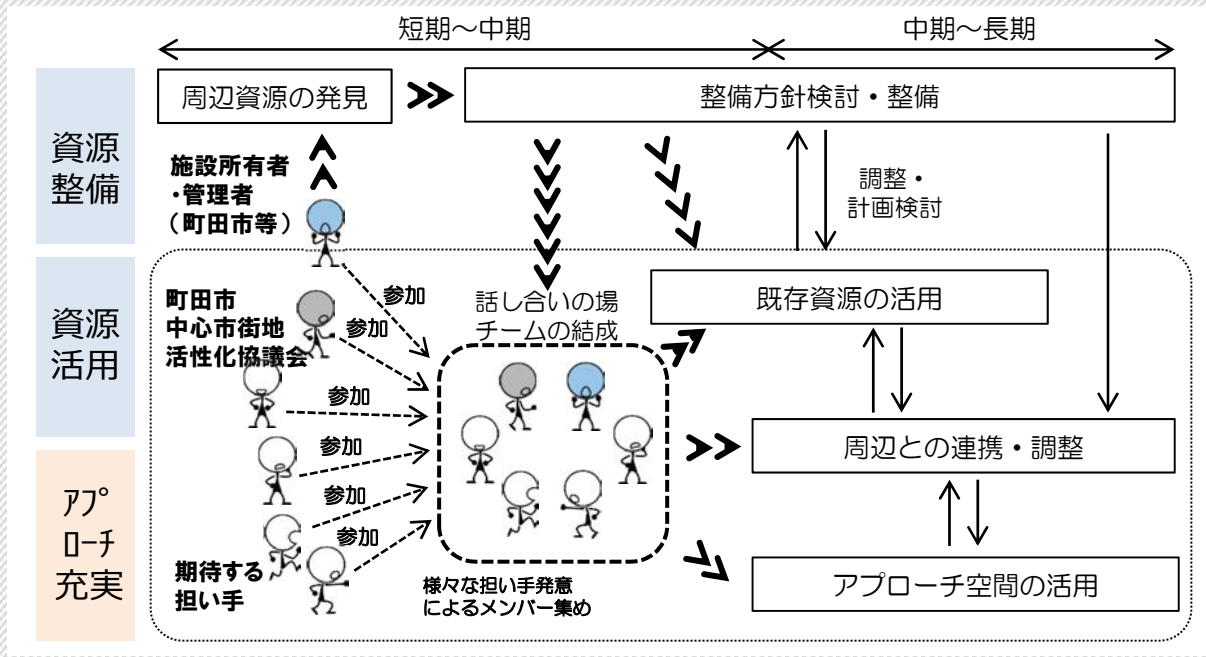 短期～中期
中期～長期
資源
整備
周辺資源の発見
整備方針検討・整備
施設所有者
・管理者
（町田市等）
調整・
計画検討
資源
活用
町田市
中心市街地
活性化協議会
参加
参加
参加
参加
参加
参加
話し合いの場
チームの結成
既存資源の活用
周辺との連携・調整
ｱﾌﾟ
ﾛｰﾁ
充実
期待する
担い手
様々な担い手発意
によるメンバー集め
アプローチ空間の活用